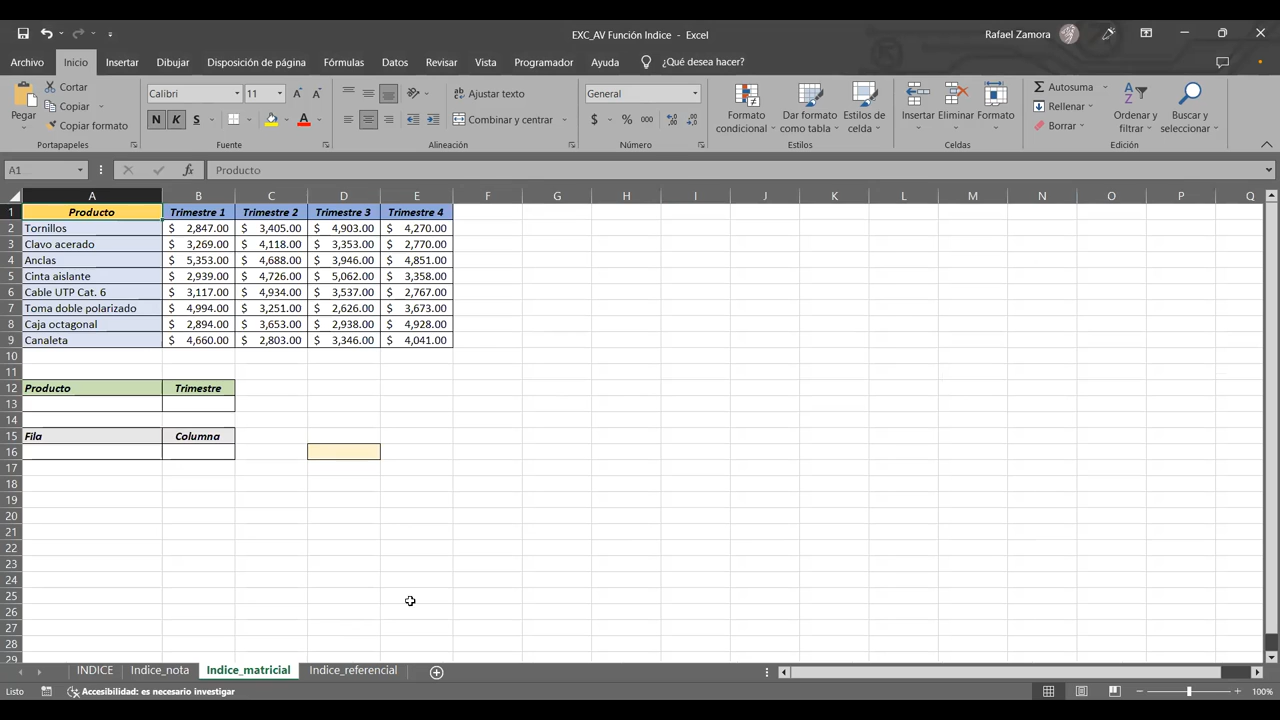 EXC_AV Función Indice - Excel
Rafael Zamora
Archivo Inicio Insertar Dibujar Disposición de página Fórmulas Datos Revisar Vista Programador Ayuda ¿Qué desea hacer?
Pegar
Cortar
Copiar
Copiar formato
Portapapeles
Calibri 11
N K S
Fuente
Ajustar texto
Combinar y centrar
Alineación
General
$ % 000
Número
Formato condicional
Dar formato como tabla
Estilos de celda
Estilos
Insertar Eliminar Formato
Celdas
Autosuma
Rellenar
Borrar
Ordenar y filtrar
Buscar y seleccionar
Edición
A1 fx Producto
A B C D E F G H I J K L M N O P Q
1 Producto Trimestre 1 Trimestre 2 Trimestre 3 Trimestre 4
2 Tornillos $ 2,847.00 $ 3,405.00 $ 4,903.00 $ 4,270.00
3 Clavo acerado $ 3,269.00 $ 4,118.00 $ 3,353.00 $ 2,770.00
4 Anclas $ 5,353.00 $ 4,688.00 $ 3,946.00 $ 4,851.00
5 Cinta aislante $ 2,939.00 $ 4,726.00 $ 5,062.00 $ 3,358.00
6 Cable UTP Cat. 6 $ 3,117.00 $ 4,934.00 $ 3,537.00 $ 2,767.00
7 Toma doble polarizado $ 4,994.00 $ 3,251.00 $ 2,626.00 $ 3,673.00
8 Caja octagonal $ 2,894.00 $ 3,653.00 $ 2,938.00 $ 4,928.00
9 Canaleta $ 4,660.00 $ 2,803.00 $ 3,346.00 $ 4,041.00
10
11
12 Producto Trimestre
13
14
15 Fila Columna
16
17
18
19
20
21
22
23
24
25
26
27
28
29
INDICE Indice_nota Indice_matricial Indice_referencial
Listo Accesibilidad: es necesario investigar 100%